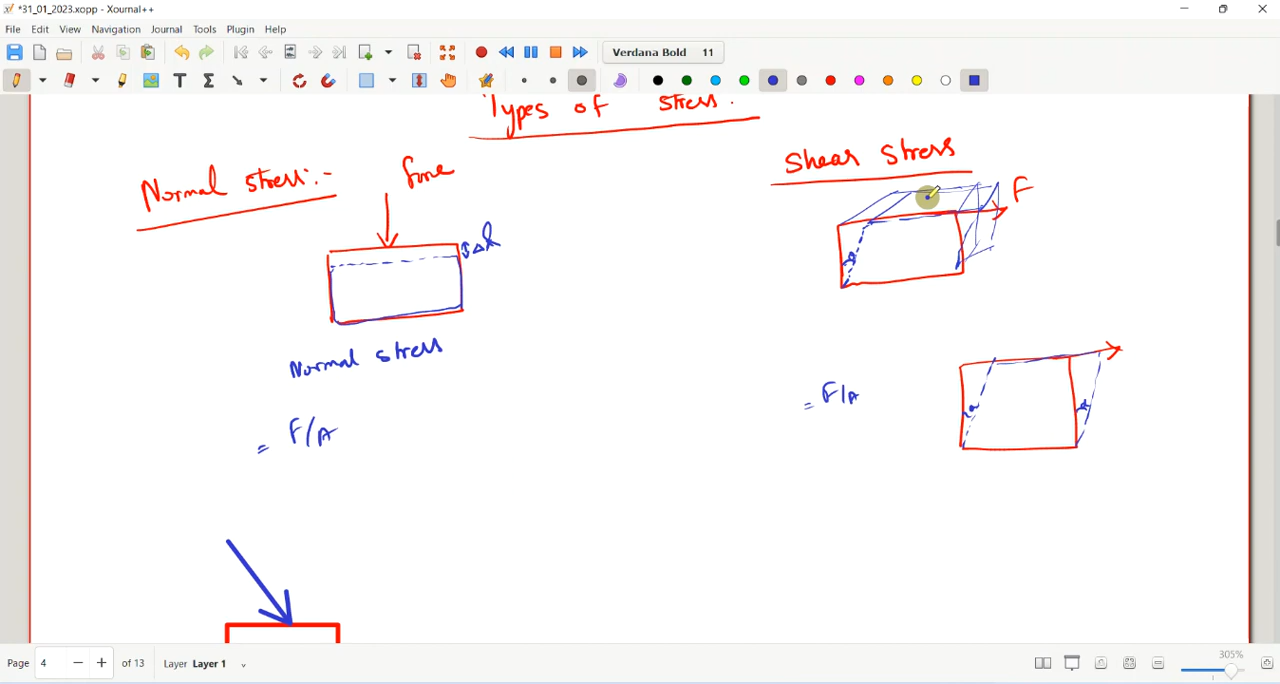 *31_01_2023.xopp - Xournal++
File Edit View Navigation Journal Tools Plugin Help
Verdana Bold 11
Types of stress.
Normal stress:-
force
Δl
Normal stress
= F/A
Shear Stress
F
= F/A
Page 4 of 13 Layer Layer 1
305%